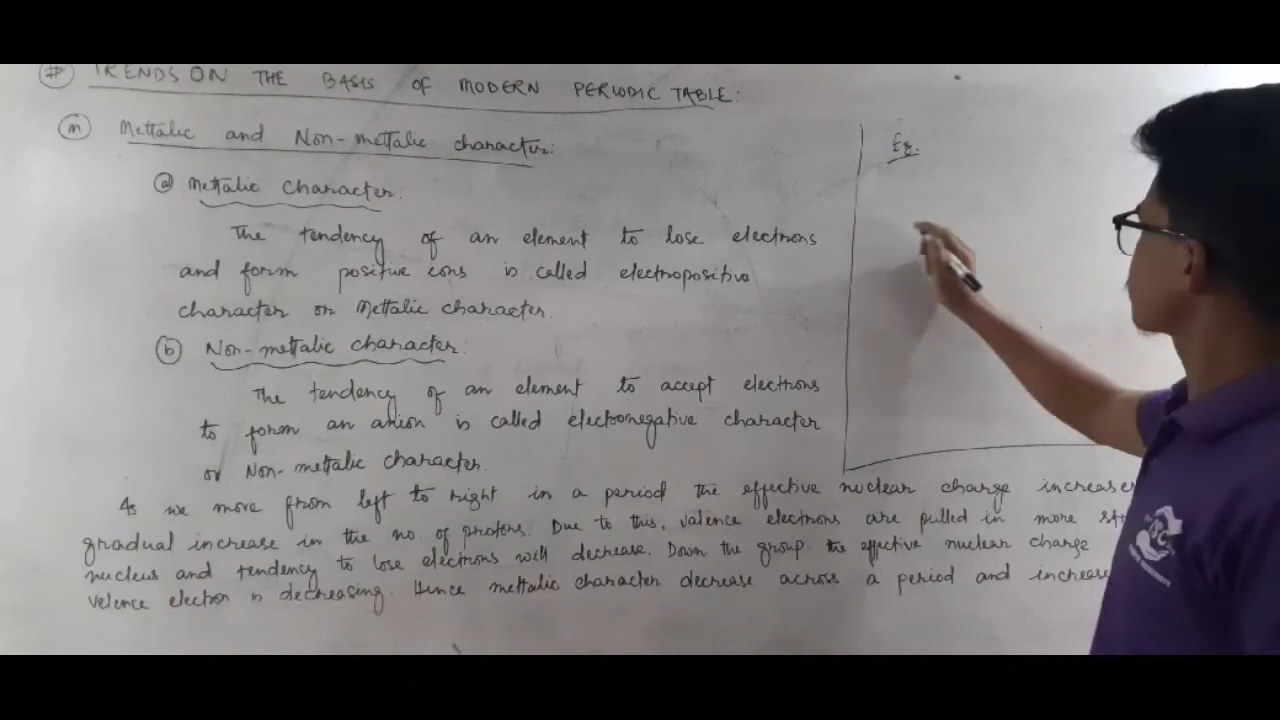 # TRENDS ON THE BASIS OF MODERN PERIODIC TABLE:
m Mettalic and Non-mettalic character:
a Mettalic Character.
The tendency of an element to lose electrons
and form positive ions is called electropositive
character or Mettalic character.
b Non-mettalic character:
The tendency of an element to accept electrons
to form an anion is called electronegative character
or Non-mettalic character.
As we move from left to right in a period the effective nuclear charge increases
gradual increase in the no. of protons. Due to this, valence electrons are pulled in more
nucleus and tendency to lose electrons will decrease. Down the group the effective nuclear charge
velence electron is decreasing. Hence mettalic character decrease across a period and increase
Eg.